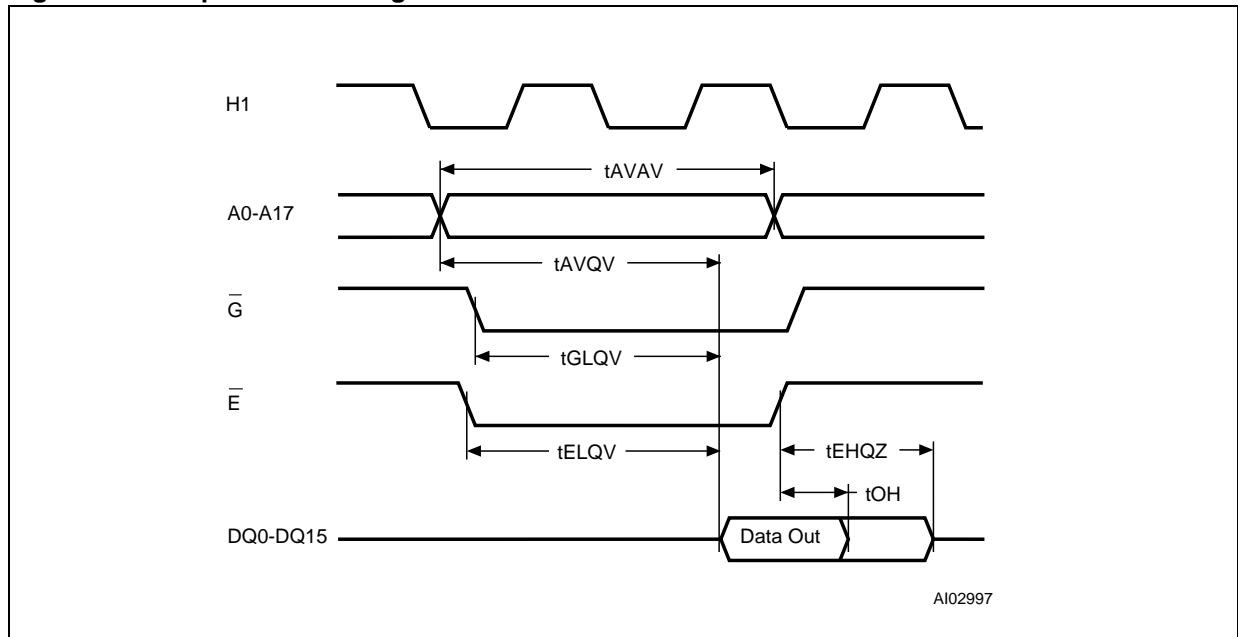 H1
tAVAV
A0-A17
tAVQV
G
tGLQV
E
tELQV
tEHQZ
tOH
DQ0-DQ15
Data Out
AI02997